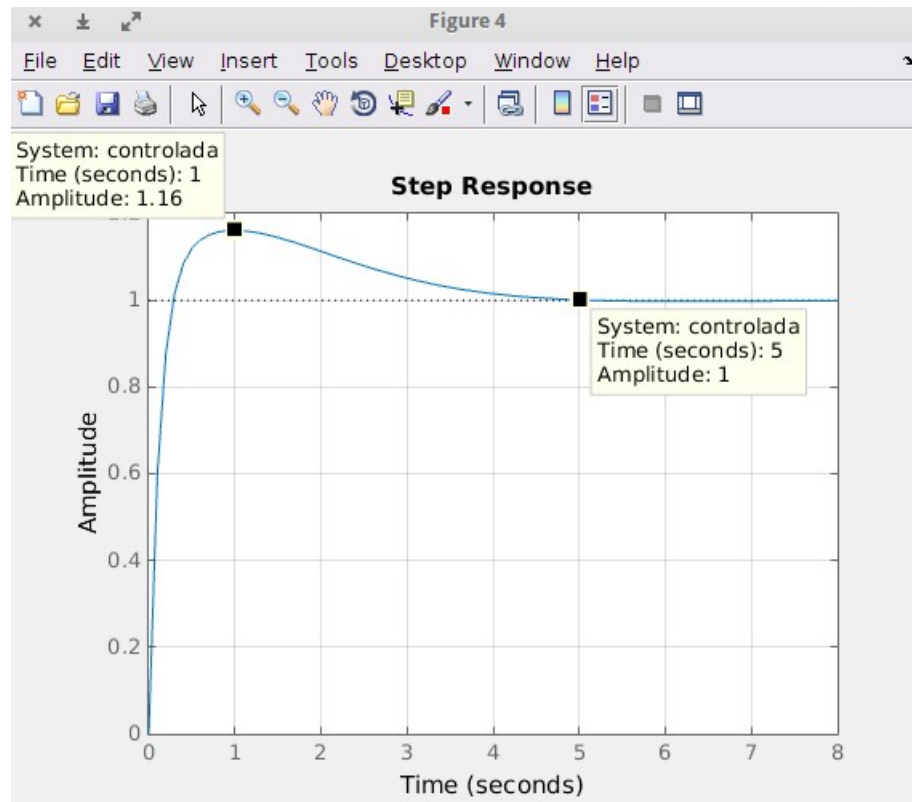 Figure 4
File Edit View Insert Tools Desktop Window Help
System: controlada
Time (seconds): 1
Amplitude: 1.16
Step Response
1
0.8
0.6
0.4
0.2
0
Amplitude
System: controlada
Time (seconds): 5
Amplitude: 1
0 1 2 3 4 5 6 7 8
Time (seconds)